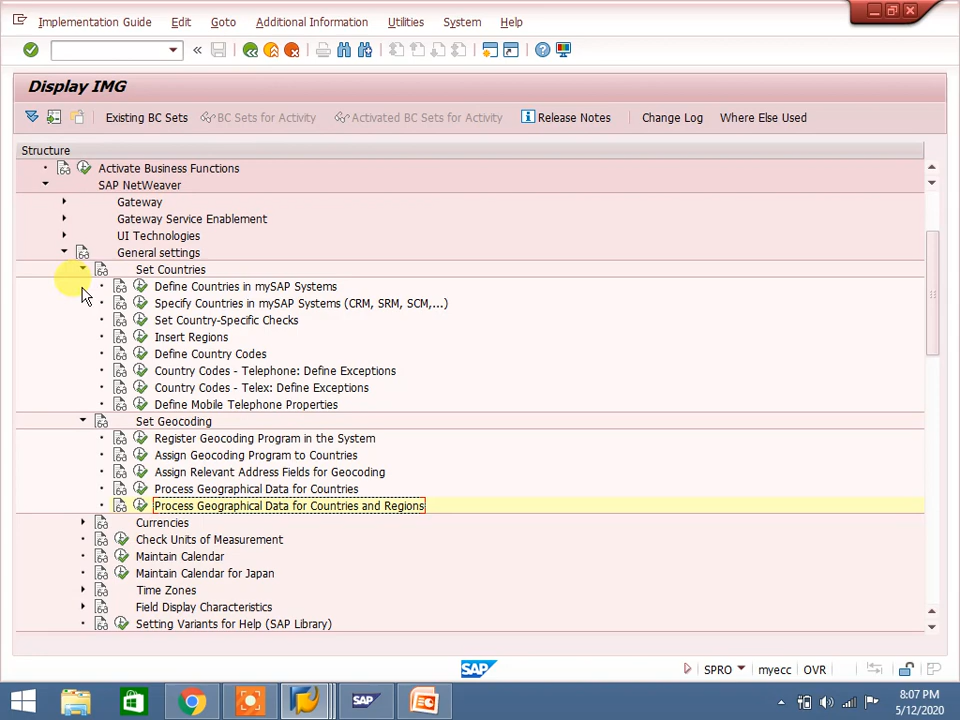 Implementation Guide Edit Goto Additional Information Utilities System Help
Display IMG
Existing BC Sets BC Sets for Activity Activated BC Sets for Activity Release Notes Change Log Where Else Used
Structure
Activate Business Functions
SAP NetWeaver
Gateway
Gateway Service Enablement
UI Technologies
General settings
Set Countries
Define Countries in mySAP Systems
Specify Countries in mySAP Systems (CRM, SRM, SCM,...)
Set Country-Specific Checks
Insert Regions
Define Country Codes
Country Codes - Telephone: Define Exceptions
Country Codes - Telex: Define Exceptions
Define Mobile Telephone Properties
Set Geocoding
Register Geocoding Program in the System
Assign Geocoding Program to Countries
Assign Relevant Address Fields for Geocoding
Process Geographical Data for Countries
Process Geographical Data for Countries and Regions
Currencies
Check Units of Measurement
Maintain Calendar
Maintain Calendar for Japan
Time Zones
Field Display Characteristics
Setting Variants for Help (SAP Library)
SAP SPRO myecc OVR
SAP 8:07 PM
5/12/2020